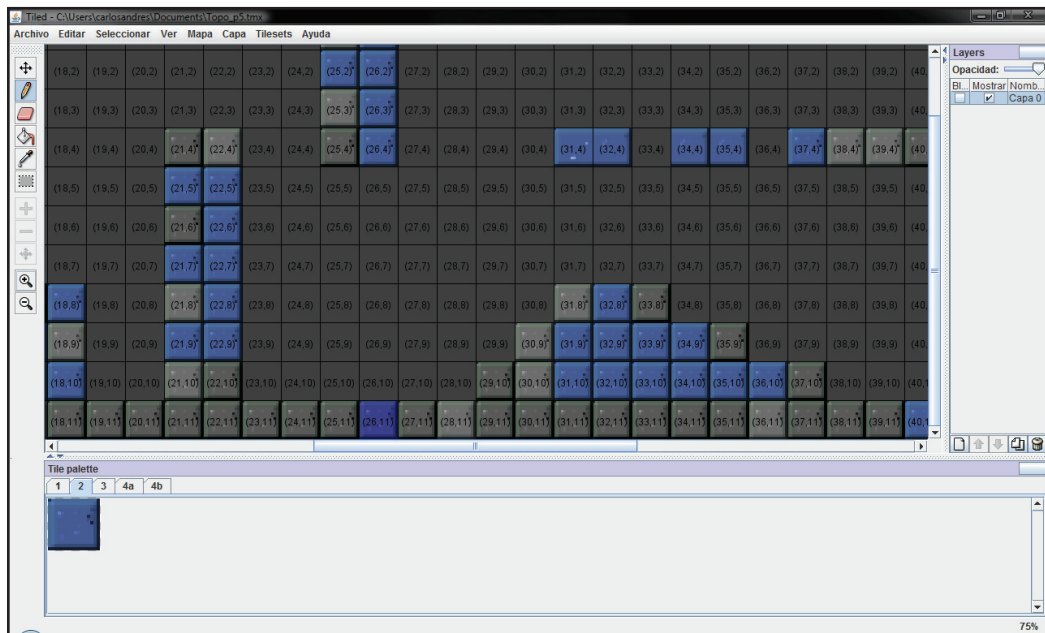 Tiled - C:\Users\carlosandres\Documents\Topo_p5.tmx
Archivo Editar Seleccionar Ver Mapa Capa Tilesets Ayuda
Layers
Opacidad:
Bl... Mostrar Nomb...
Capa 0
(18,2) (19,2) (20,2) (21,2) (22,2) (23,2) (24,2) (25,2) (26,2) (27,2) (28,2) (29,2) (30,2) (31,2) (32,2) (33,2) (34,2) (35,2) (36,2) (37,2) (38,2) (39,2) (40,
(18,3) (19,3) (20,3) (21,3) (22,3) (23,3) (24,3) (25,3) (26,3) (27,3) (28,3) (29,3) (30,3) (31,3) (32,3) (33,3) (34,3) (35,3) (36,3) (37,3) (38,3) (39,3) (40,
(18,4) (19,4) (20,4) (21,4) (22,4) (23,4) (24,4) (25,4) (26,4) (27,4) (28,4) (29,4) (30,4) (31,4) (32,4) (33,4) (34,4) (35,4) (36,4) (37,4) (38,4) (39,4) (40,
(18,5) (19,5) (20,5) (21,5) (22,5) (23,5) (24,5) (25,5) (26,5) (27,5) (28,5) (29,5) (30,5) (31,5) (32,5) (33,5) (34,5) (35,5) (36,5) (37,5) (38,5) (39,5) (40,
(18,6) (19,6) (20,6) (21,6) (22,6) (23,6) (24,6) (25,6) (26,6) (27,6) (28,6) (29,6) (30,6) (31,6) (32,6) (33,6) (34,6) (35,6) (36,6) (37,6) (38,6) (39,6) (40,
(18,7) (19,7) (20,7) (21,7) (22,7) (23,7) (24,7) (25,7) (26,7) (27,7) (28,7) (29,7) (30,7) (31,7) (32,7) (33,7) (34,7) (35,7) (36,7) (37,7) (38,7) (39,7) (40,
(18,8) (19,8) (20,8) (21,8) (22,8) (23,8) (24,8) (25,8) (26,8) (27,8) (28,8) (29,8) (30,8) (31,8) (32,8) (33,8) (34,8) (35,8) (36,8) (37,8) (38,8) (39,8) (40,
(18,9) (19,9) (20,9) (21,9) (22,9) (23,9) (24,9) (25,9) (26,9) (27,9) (28,9) (29,9) (30,9) (31,9) (32,9) (33,9) (34,9) (35,9) (36,9) (37,9) (38,9) (39,9) (40,
(18,10) (19,10) (20,10) (21,10) (22,10) (23,10) (24,10) (25,10) (26,10) (27,10) (28,10) (29,10) (30,10) (31,10) (32,10) (33,10) (34,10) (35,10) (36,10) (37,10) (38,10) (39,10) (40,1
(18,11) (19,11) (20,11) (21,11) (22,11) (23,11) (24,11) (25,11) (26,11) (27,11) (28,11) (29,11) (30,11) (31,11) (32,11) (33,11) (34,11) (35,11) (36,11) (37,11) (38,11) (39,11) (40,1
Tile palette
1 2 3 4a 4b
75%